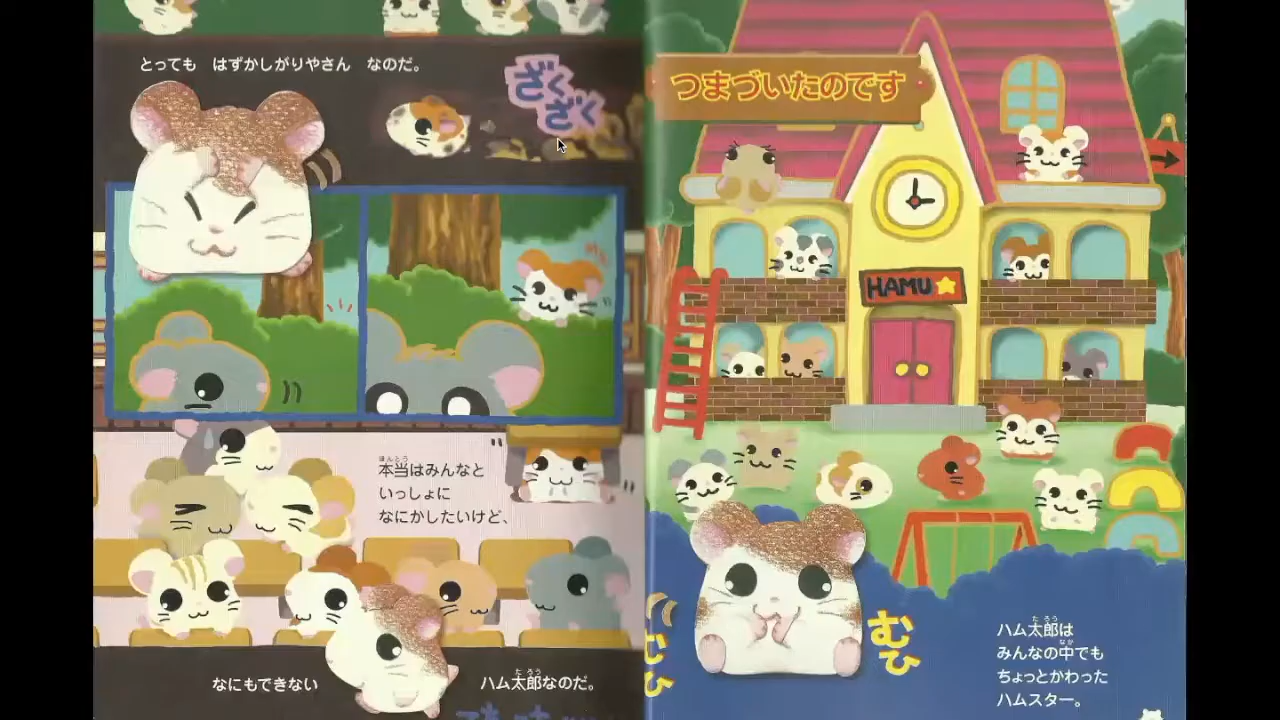 つまづいたのです
HAMU
むひ
むひ
ハム太郎は
みんなの中でも
ちょっとかわった
ハムスター。
とっても はずかしがりやさん なのだ。
ざくざく
本当はみんなと
いっしょに
なにかしたいけど、
なにもできない ハム太郎なのだ。